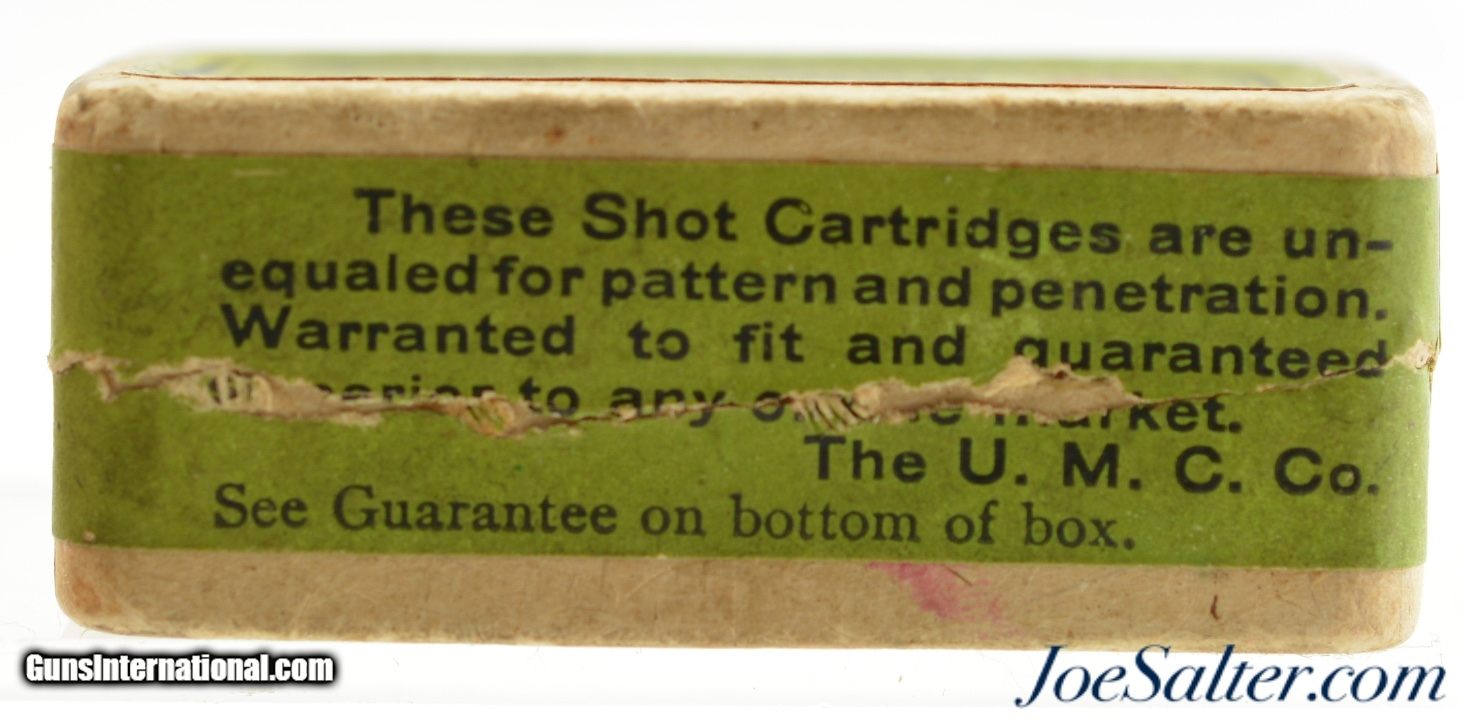 These Shot Cartridges are un-
equaled for pattern and penetration.
Warranted to fit and guaranteed
to any market.
The U. M. C. Co.
See Guarantee on bottom of box.
GunsInternational.com
JoeSalter.com